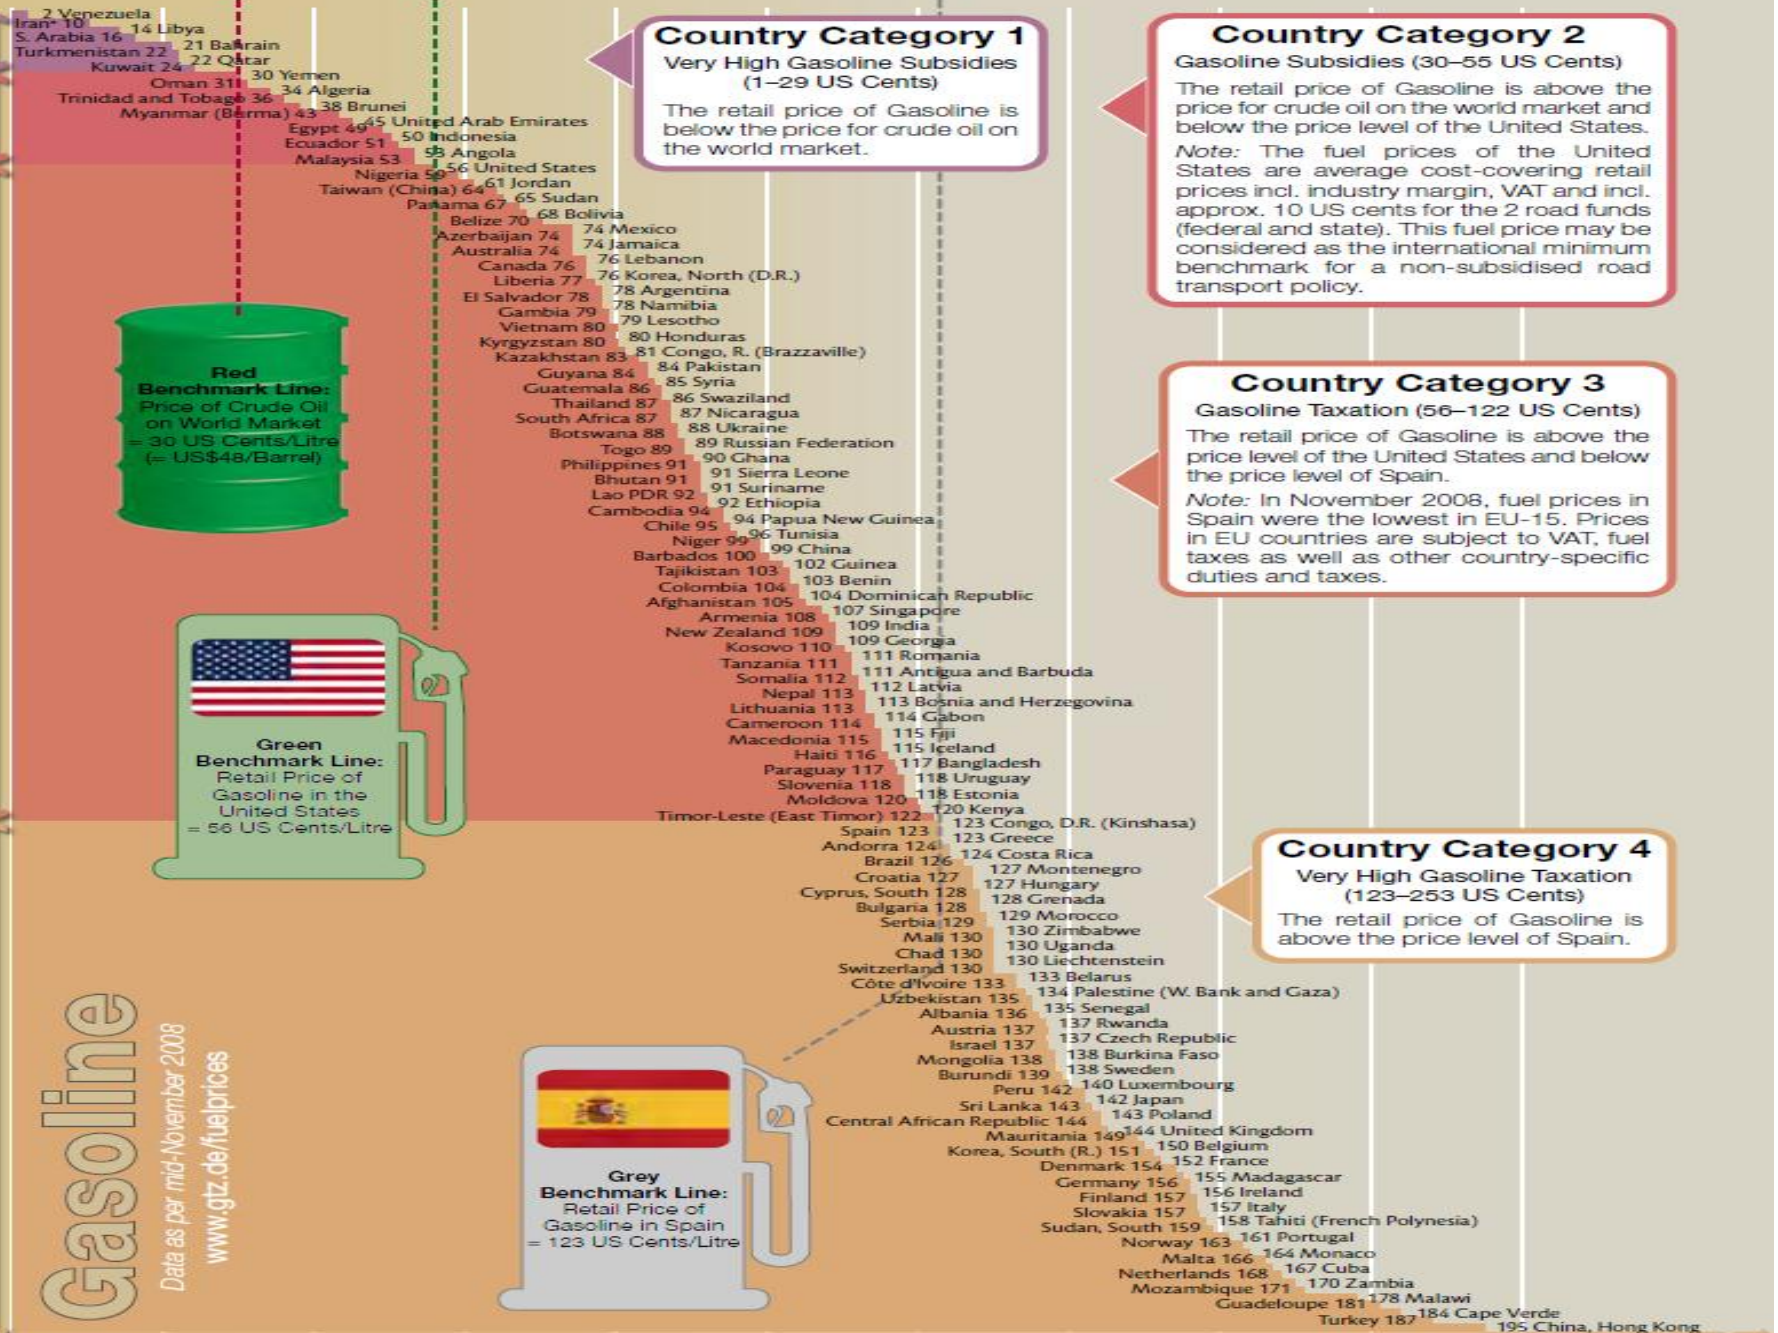 2 Venezuela
Iran* 10
14 Libya
S. Arabia 16
21 Bahrain
Turkmenistan 22
22 Qatar
Kuwait 24
30 Yemen
Oman 31
34 Algeria
Trinidad and Tobago 36
38 Brunei
Myanmar (Burma) 43
45 United Arab Emirates
Egypt 49
50 Indonesia
Ecuador 51
53 Angola
Malaysia 53
56 United States
Nigeria 59
61 Jordan
Taiwan (China) 64
65 Sudan
Panama 67
68 Bolivia
Belize 70
74 Mexico
Azerbaijan 74
74 Jamaica
Australia 74
76 Lebanon
Canada 76
76 Korea, North (D.R.)
Liberia 77
78 Argentina
El Salvador 78
78 Namibia
Gambia 79
79 Lesotho
Vietnam 80
80 Honduras
Kyrgyzstan 80
81 Congo, R. (Brazzaville)
Kazakhstan 83
84 Pakistan
Guyana 84
85 Syria
Guatemala 86
86 Swaziland
Thailand 87
87 Nicaragua
South Africa 87
88 Ukraine
Botswana 88
89 Russian Federation
Togo 89
90 Ghana
Philippines 91
91 Sierra Leone
Bhutan 91
91 Suriname
Lao PDR 92
92 Ethiopia
Cambodia 94
94 Papua New Guinea
Chile 95
96 Tunisia
Niger 99
99 China
Barbados 100
102 Guinea
Tajikistan 103
103 Benin
Colombia 104
104 Dominican Republic
Afghanistan 105
107 Singapore
Armenia 108
109 India
New Zealand 109
109 Georgia
Kosovo 110
111 Romania
Tanzania 111
111 Antigua and Barbuda
Somalia 112
112 Latvia
Nepal 113
113 Bosnia and Herzegovina
Lithuania 113
114 Gabon
Cameroon 114
115 Fiji
Macedonia 115
115 Iceland
Haiti 116
117 Bangladesh
Paraguay 117
118 Uruguay
Slovenia 118
118 Estonia
Moldova 120
120 Kenya
Timor-Leste (East Timor) 122
123 Congo, D.R. (Kinshasa)
Spain 123
123 Greece
Andorra 124
124 Costa Rica
Brazil 126
127 Montenegro
Croatia 127
127 Hungary
Cyprus, South 128
128 Grenada
Bulgaria 128
129 Morocco
Serbia 129
130 Zimbabwe
Mali 130
130 Uganda
Chad 130
130 Liechtenstein
Switzerland 130
133 Belarus
Côte d'Ivoire 133
134 Palestine (W. Bank and Gaza)
Uzbekistan 135
135 Senegal
Albania 136
137 Rwanda
Austria 137
137 Czech Republic
Israel 137
138 Burkina Faso
Mongolia 138
138 Sweden
Burundi 139
140 Luxembourg
Peru 142
142 Japan
Sri Lanka 143
143 Poland
Central African Republic 144
144 United Kingdom
Mauritania 149
150 Belgium
Korea, South (R.) 151
152 France
Denmark 154
155 Madagascar
Germany 156
156 Ireland
Finland 157
157 Italy
Slovakia 157
158 Tahiti (French Polynesia)
Sudan, South 159
161 Portugal
Norway 163
164 Monaco
Malta 166
167 Cuba
Netherlands 168
170 Zambia
Mozambique 171
178 Malawi
Guadeloupe 181
184 Cape Verde
Turkey 187
195 China, Hong Kong
Country Category 1
Very High Gasoline Subsidies
(1–29 US Cents)
The retail price of Gasoline is
below the price for crude oil on
the world market.
Country Category 2
Gasoline Subsidies (30–55 US Cents)
The retail price of Gasoline is above the
price for crude oil on the world market and
below the price level of the United States.
Note: The fuel prices of the United
States are average cost-covering retail
prices incl. industry margin, VAT and incl.
approx. 10 US cents for the 2 road funds
(federal and state). This fuel price may be
considered as the international minimum
benchmark for a non-subsidised road
transport policy.
Country Category 3
Gasoline Taxation (56–122 US Cents)
The retail price of Gasoline is above the
price level of the United States and below
the price level of Spain.
Note: In November 2008, fuel prices in
Spain were the lowest in EU-15. Prices
in EU countries are subject to VAT, fuel
taxes as well as other country-specific
duties and taxes.
Country Category 4
Very High Gasoline Taxation
(123–253 US Cents)
The retail price of Gasoline is
above the price level of Spain.
Red
Benchmark Line:
Price of Crude Oil
on World Market
= 30 US Cents/Litre
(= US$48/Barrel)
Green
Benchmark Line:
Retail Price of
Gasoline in the
United States
= 56 US Cents/Litre
Grey
Benchmark Line:
Retail Price of
Gasoline in Spain
= 123 US Cents/Litre
Gasoline
Data as per mid-November 2008
www.gtz.de/fuelprices